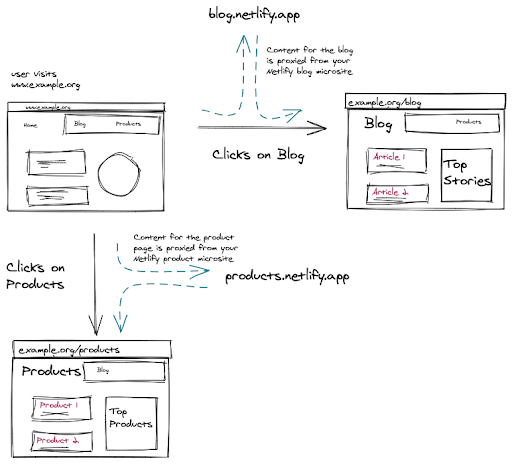 blog.netlify.app
Content for the blog
is proxied from your
Netlify blog microsite
user visits
www.example.org
www.example.org
Home
Blog
Products
Clicks on Blog
example.org/blog
Blog
Products
Article 1
Article 2
Top
Stories
Clicks on
Products
Content for the product
page is proxied from your
Netlify product microsite
products.netlify.app
example.org/products
Products
Blog
Product 1
Product 2
Top
Products